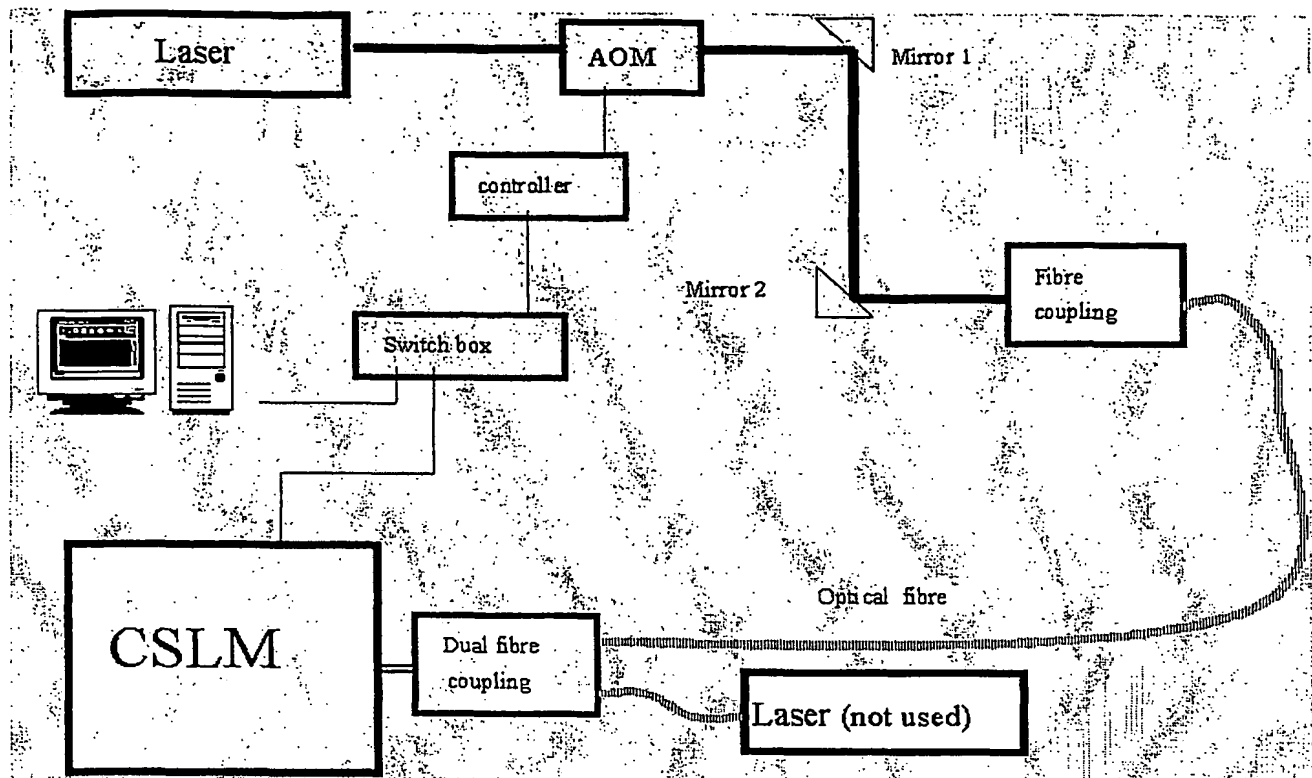 Laser
AOM
Mirror 1
controller
Fibre
coupling
Mirror 2
Switch box
Optical fibre
CSLM
Dual fibre
coupling
Laser (not used)